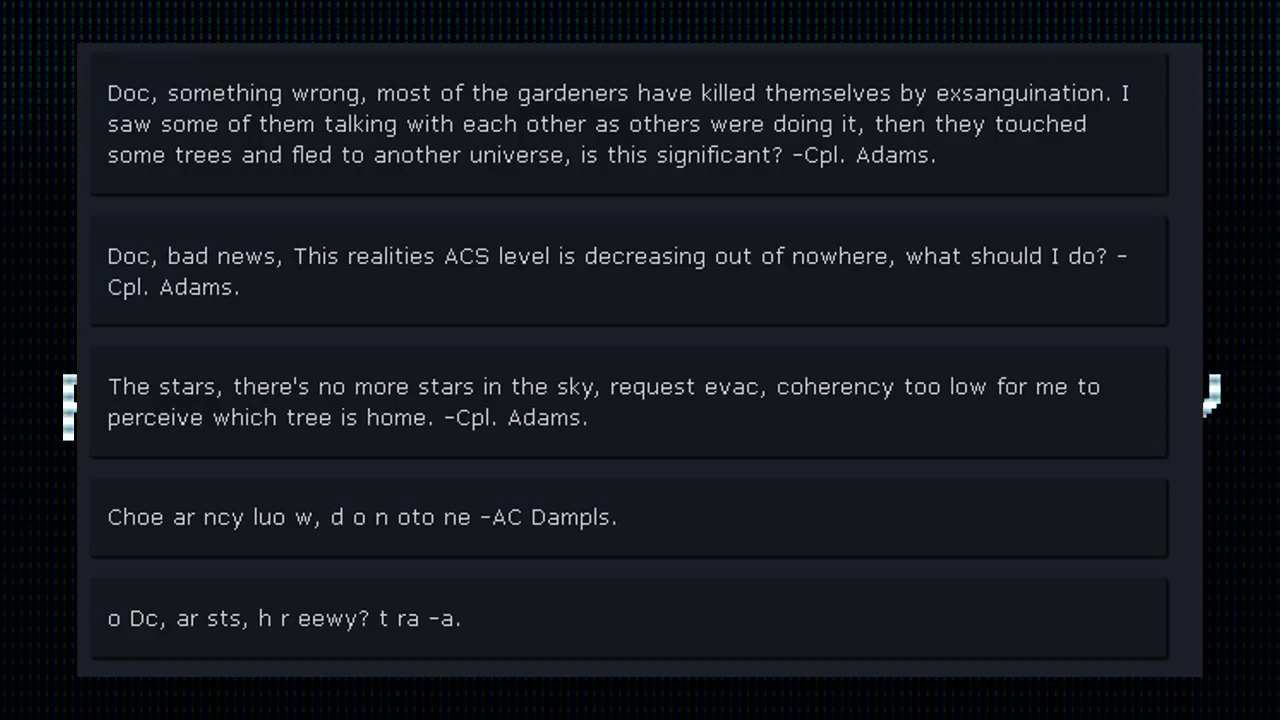 Doc, something wrong, most of the gardeners have killed themselves by exsanguination. I
saw some of them talking with each other as others were doing it, then they touched
some trees and fled to another universe, is this significant? -Cpl. Adams.
Doc, bad news, This realities ACS level is decreasing out of nowhere, what should I do? -
Cpl. Adams.
The stars, there's no more stars in the sky, request evac, coherency too low for me to
perceive which tree is home. -Cpl. Adams.
Choe ar ncy luo w, d o n oto ne -AC Dampls.
o Dc, ar sts, h r eewy? t ra -a.